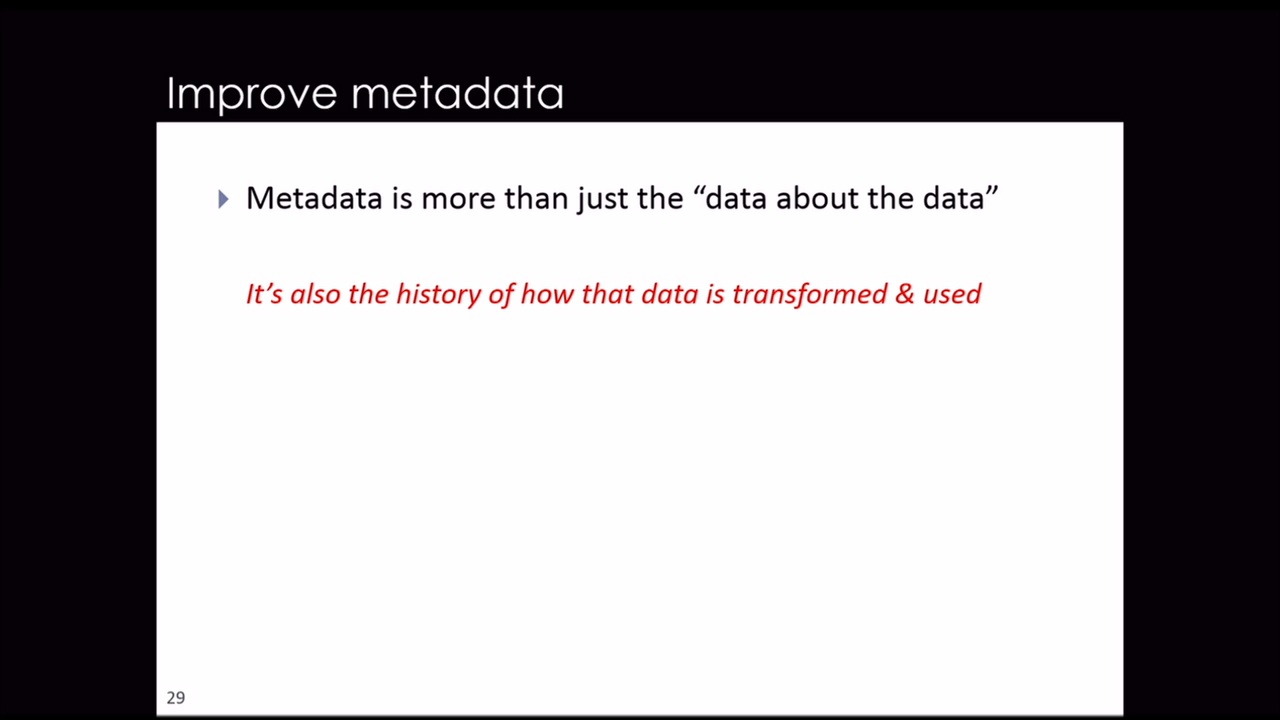 Improve metadata
Metadata is more than just the “data about the data”
It’s also the history of how that data is transformed & used
29